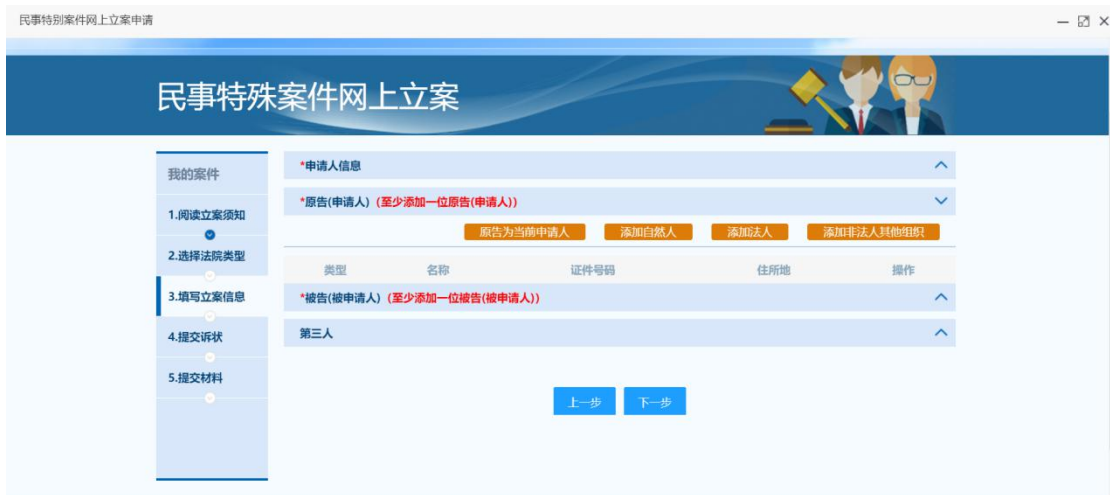 民事特别案件网上立案申请
民事特殊案件网上立案
我的案件
1.阅读立案须知
2.选择法院类型
3.填写立案信息
4.提交诉状
5.提交材料
*申请人信息
*原告(申请人) (至少添加一位原告(申请人))
原告为当前申请人 添加自然人 添加法人 添加非法人其他组织
类型 名称 证件号码 住所地 操作
*被告(被申请人) (至少添加一位被告(被申请人))
第三人
上一步 下一步